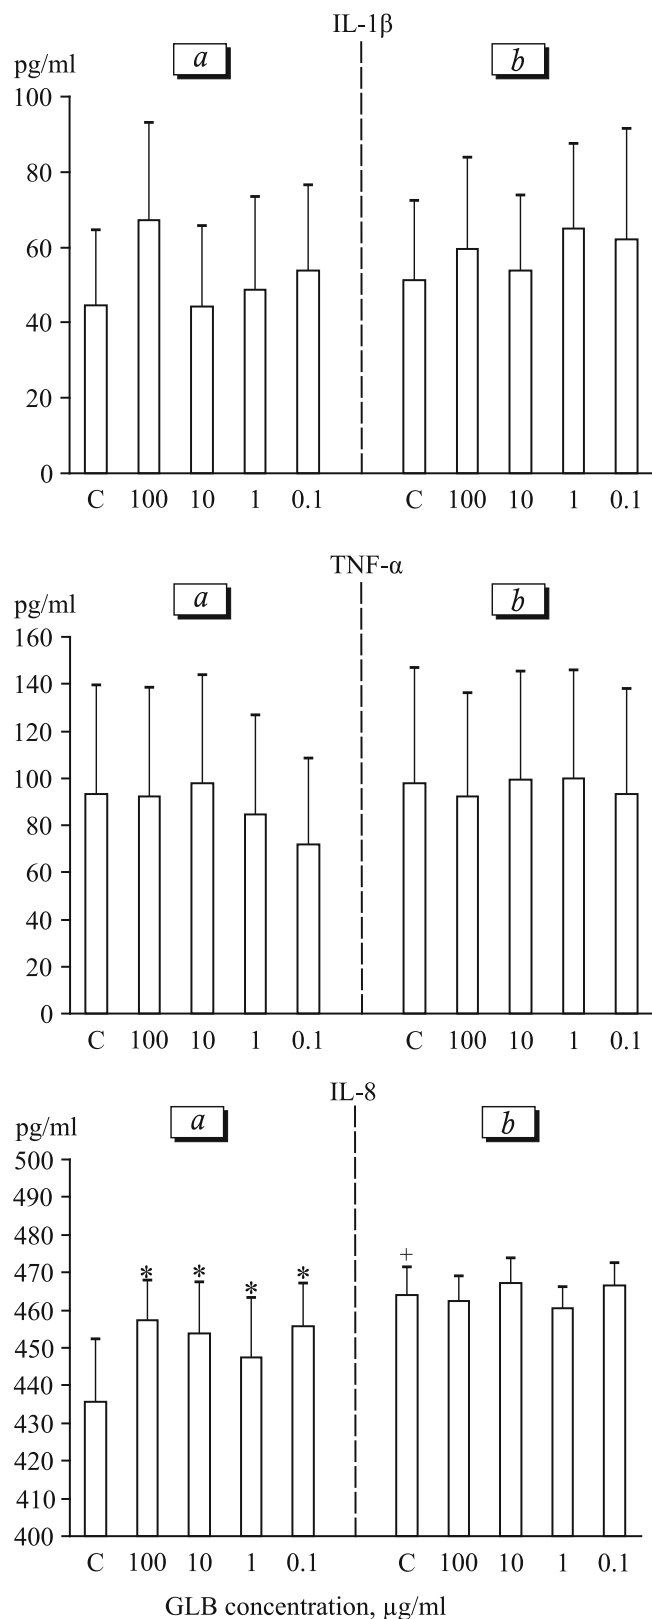 IL-1β
a b
pg/ml
100
80
60
40
20
0
C 100 10 1 0.1 C 100 10 1 0.1
TNF-α
a b
pg/ml
160
140
120
100
80
60
40
20
0
C 100 10 1 0.1 C 100 10 1 0.1
IL-8
a b
pg/ml
500
490
480
470
460
450
440
430
420
410
400
* * * * +
C 100 10 1 0.1 C 100 10 1 0.1
GLB concentration, μg/ml